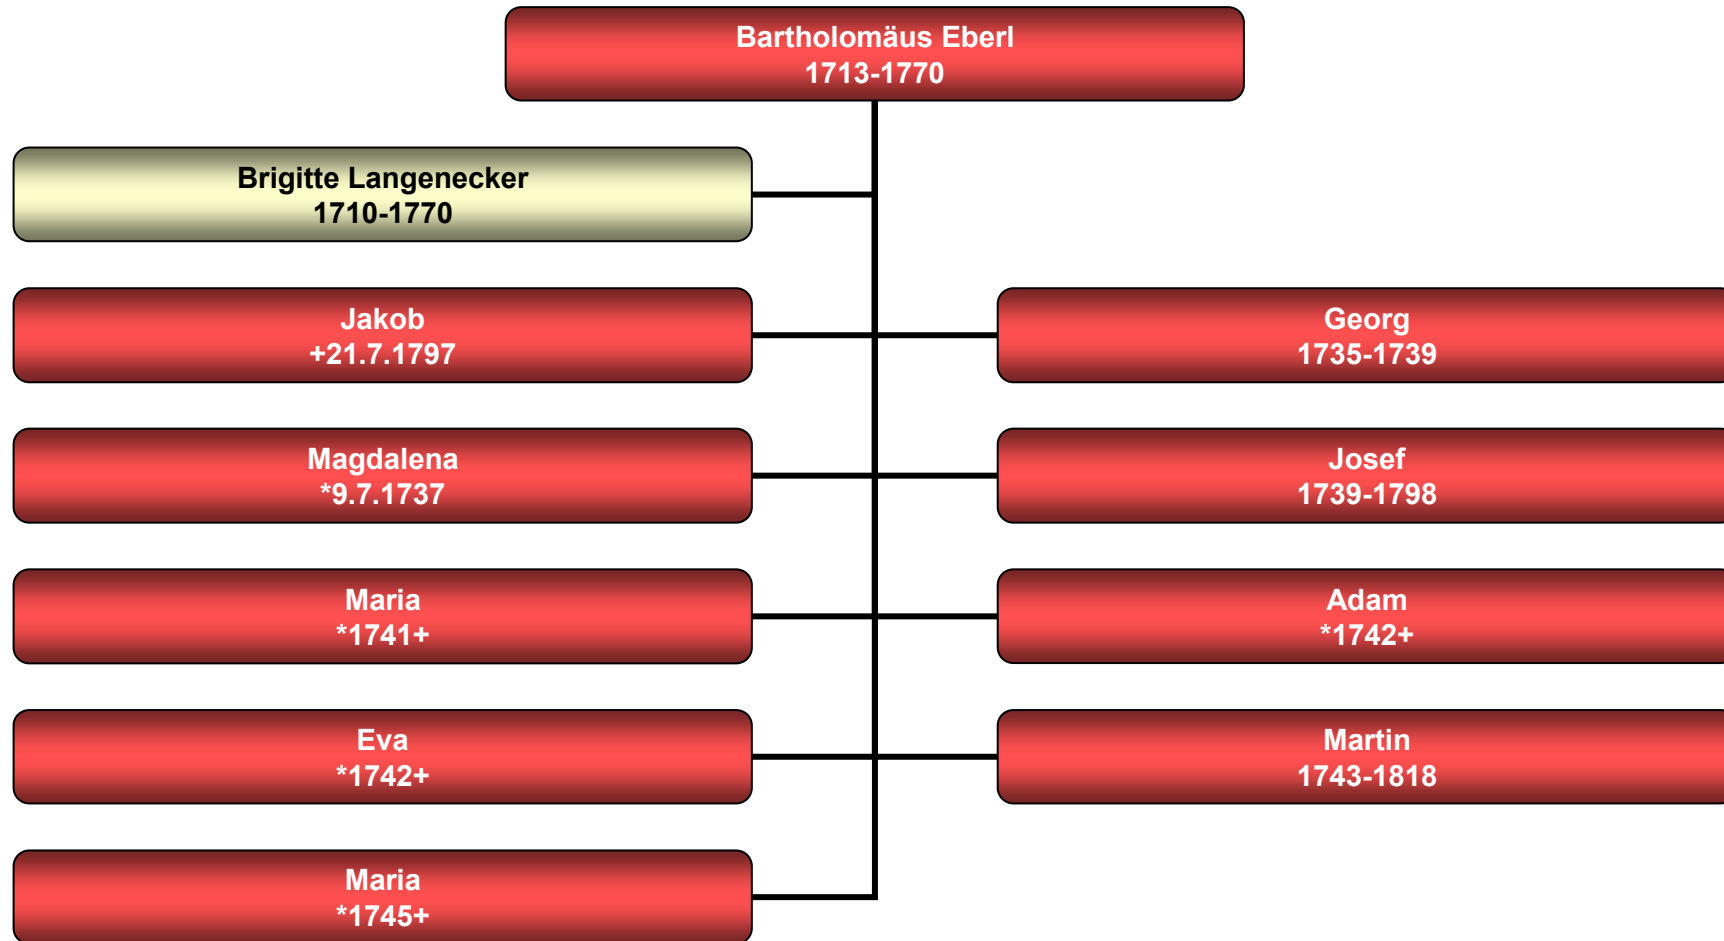 Bartholomäus Eberl
1713-1770
Brigitte Langenecker
1710-1770
Jakob
+21.7.1797
Georg
1735-1739
Magdalena
*9.7.1737
Josef
1739-1798
Maria
*1741+
Adam
*1742+
Eva
*1742+
Martin
1743-1818
Maria
*1745+